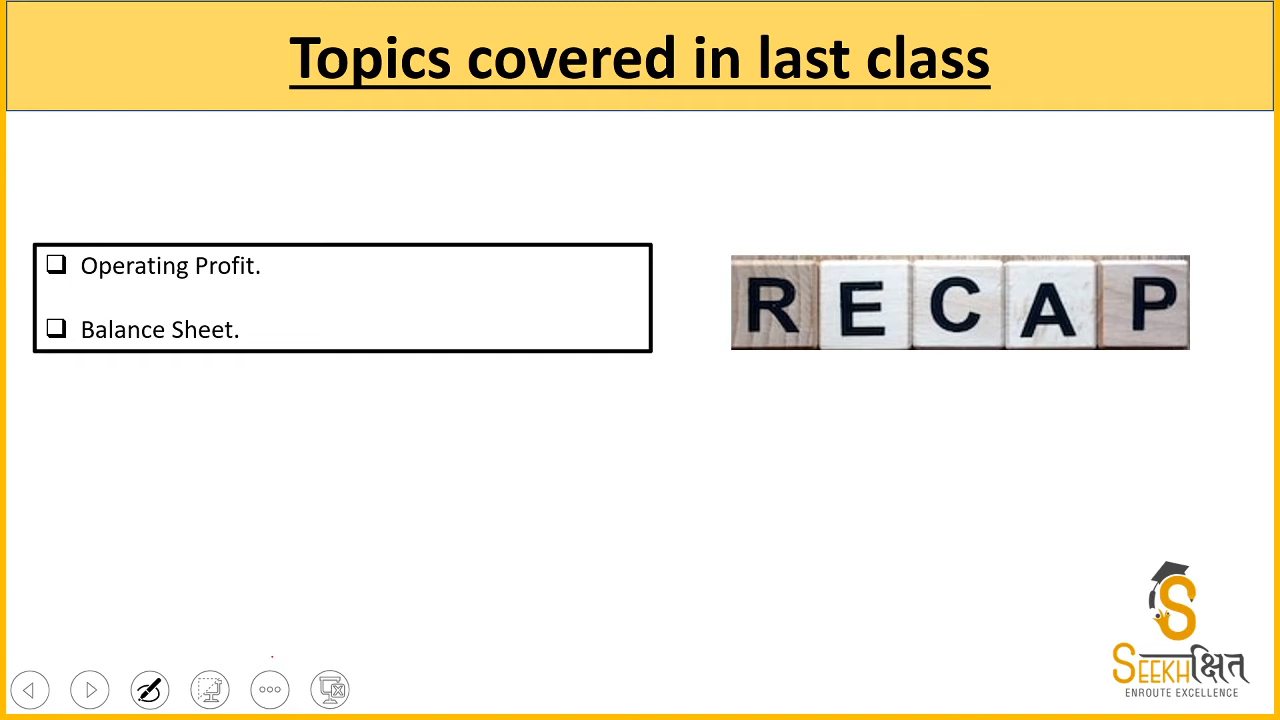 Topics covered in last class
Operating Profit.
Balance Sheet.
RECAP
S
SEEKHक्षित
ENROUTE EXCELLENCE